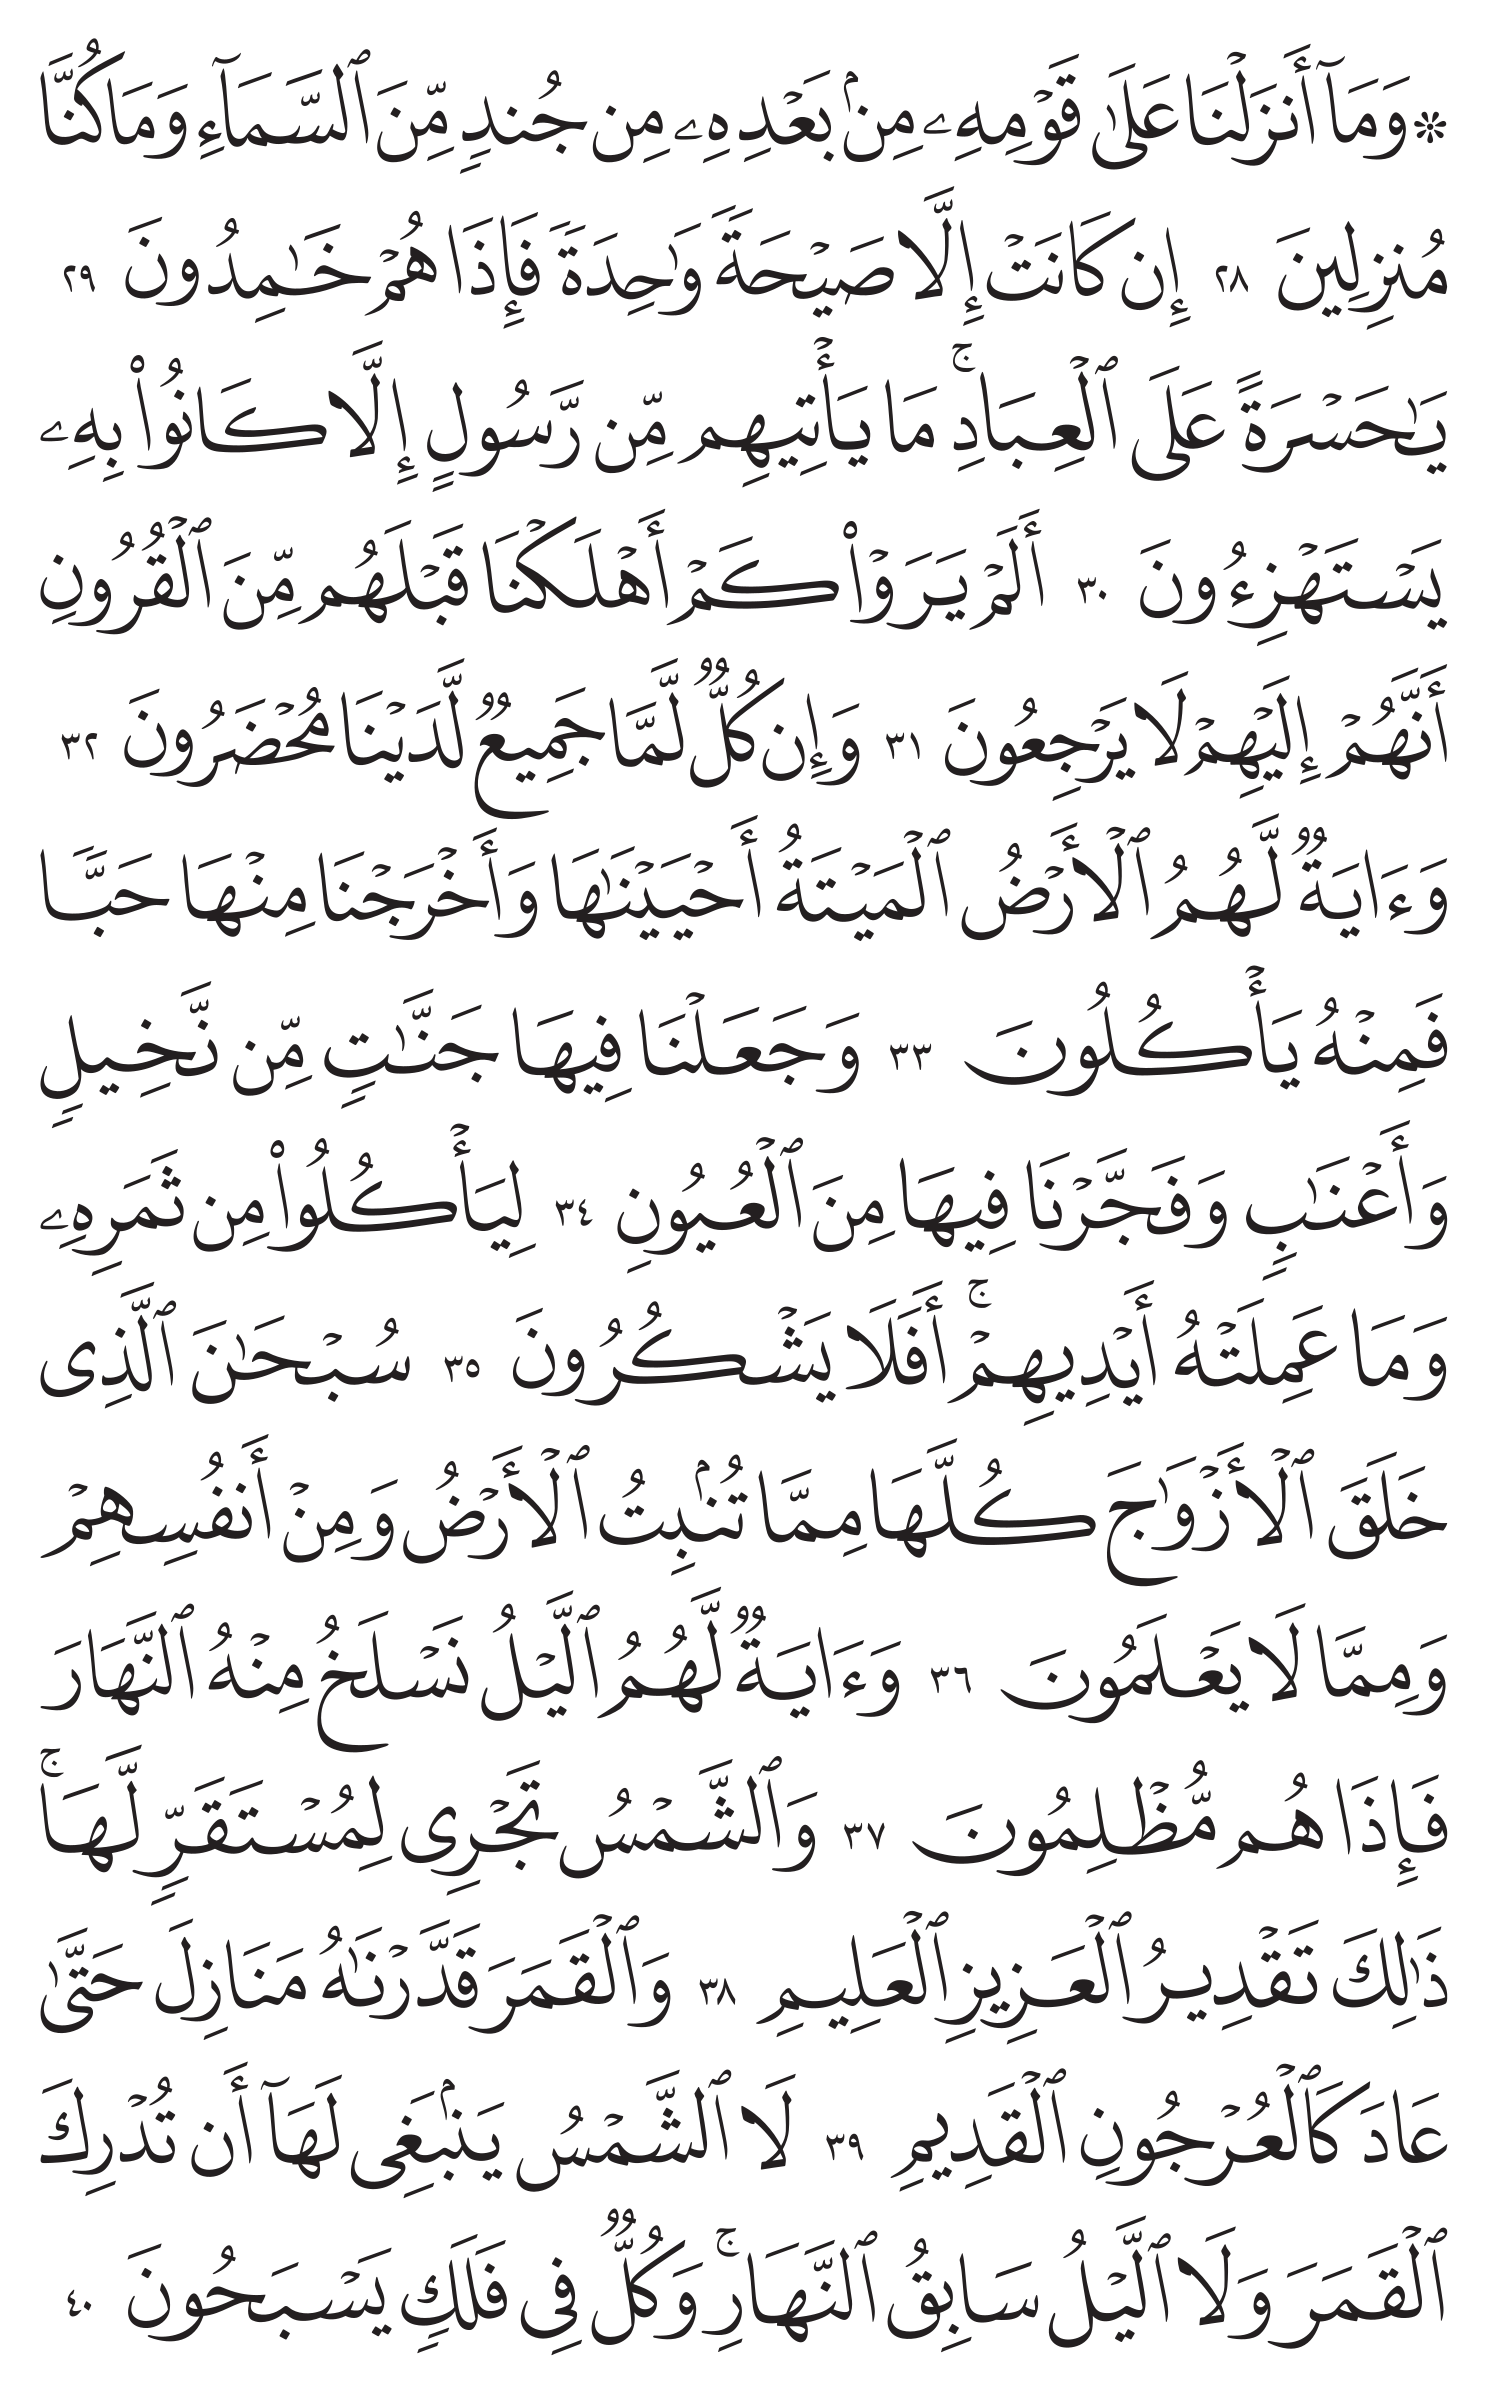 ۞ وَمَآ أَنزَلْنَا عَلَىٰ قَوْمِهِۦ مِنۢ بَعْدِهِۦ مِن جُندٍ مِّنَ ٱلسَّمَآءِ وَمَا كُنَّا
مُنزِلِينَ ٢٨ إِن كَانَتْ إِلَّا صَيْحَةً وَٰحِدَةً فَإِذَا هُمْ خَـٰمِدُونَ ٢٩
يَـٰحَسْرَةً عَلَى ٱلْعِبَادِ ۚ مَا يَأْتِيهِم مِّن رَّسُولٍ إِلَّا كَانُوا۟ بِهِۦ
يَسْتَهْزِءُونَ ٣٠ أَلَمْ يَرَوْا۟ كَمْ أَهْلَكْنَا قَبْلَهُم مِّنَ ٱلْقُرُونِ
أَنَّهُمْ إِلَيْهِمْ لَا يَرْجِعُونَ ٣١ وَإِن كُلٌّ لَّمَّا جَمِيعٌ لَّدَيْنَا مُحْضَرُونَ ٣٢
وَءَايَةٌ لَّهُمُ ٱلْأَرْضُ ٱلْمَيْتَةُ أَحْيَيْنَـٰهَا وَأَخْرَجْنَا مِنْهَا حَبًّا
فَمِنْهُ يَأْكُلُونَ ٣٣ وَجَعَلْنَا فِيهَا جَنَّـٰتٍ مِّن نَّخِيلٍ
وَأَعْنَـٰبٍ وَفَجَّرْنَا فِيهَا مِنَ ٱلْعُيُونِ ٣٤ لِيَأْكُلُوا۟ مِن ثَمَرِهِۦ
وَمَا عَمِلَتْهُ أَيْدِيهِمْ ۚ أَفَلَا يَشْكُرُونَ ٣٥ سُبْحَـٰنَ ٱلَّذِى
خَلَقَ ٱلْأَزْوَٰجَ كُلَّهَا مِمَّا تُنۢبِتُ ٱلْأَرْضُ وَمِنْ أَنفُسِهِمْ
وَمِمَّا لَا يَعْلَمُونَ ٣٦ وَءَايَةٌ لَّهُمُ ٱلَّيْلُ نَسْلَخُ مِنْهُ ٱلنَّهَارَ
فَإِذَا هُم مُّظْلِمُونَ ٣٧ وَٱلشَّمْسُ تَجْرِى لِمُسْتَقَرٍّ لَّهَا ۚ
ذَٰلِكَ تَقْدِيرُ ٱلْعَزِيزِ ٱلْعَلِيمِ ٣٨ وَٱلْقَمَرَ قَدَّرْنَـٰهُ مَنَازِلَ حَتَّىٰ
عَادَ كَٱلْعُرْجُونِ ٱلْقَدِيمِ ٣٩ لَا ٱلشَّمْسُ يَنۢبَغِى لَهَآ أَن تُدْرِكَ
ٱلْقَمَرَ وَلَا ٱلَّيْلُ سَابِقُ ٱلنَّهَارِ ۚ وَكُلٌّ فِى فَلَكٍ يَسْبَحُونَ ٤٠